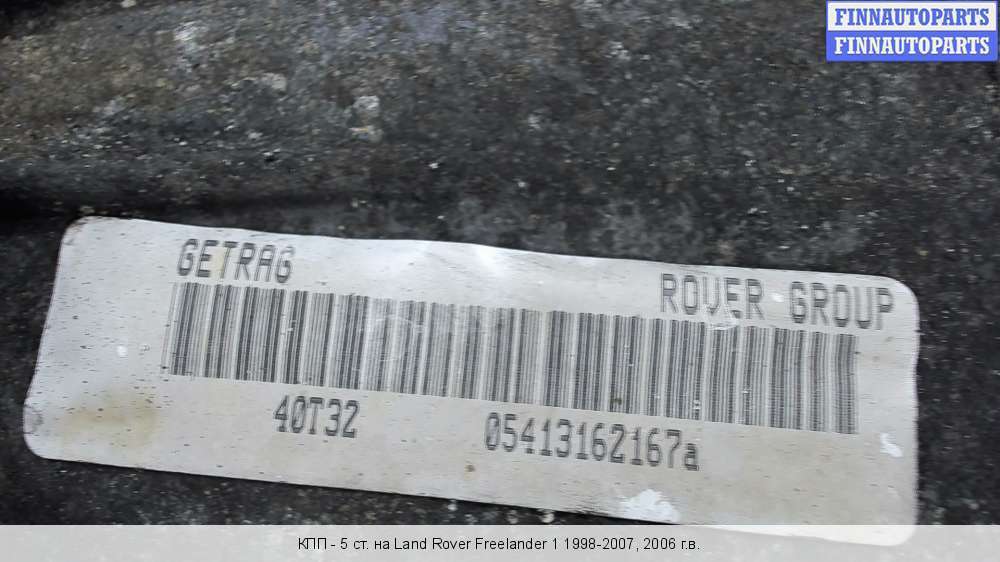 FINNAUTOPARTS
FINNAUTOPARTS
GETRAG
ROVER GROUP
40T32
05413162167a
КПП - 5 ст. на Land Rover Freelander 1 1998-2007, 2006 г.в.